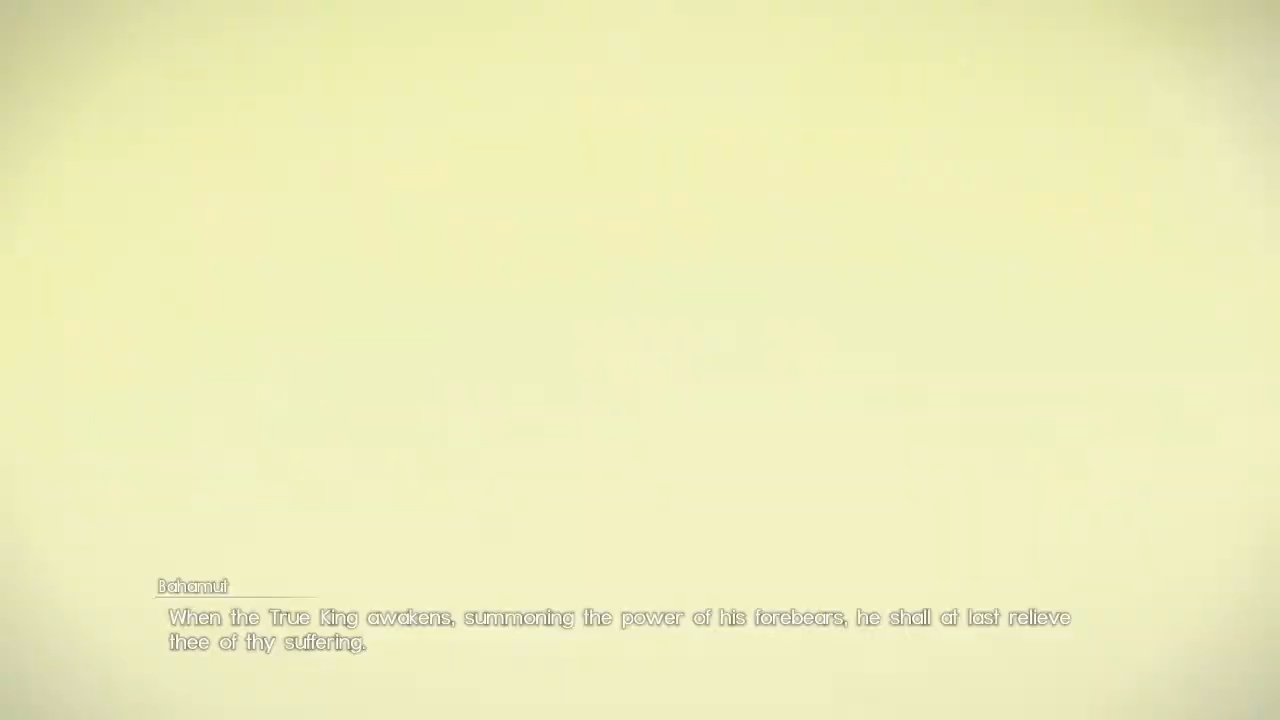 Bahamut
When the True King awakens, summoning the power of his forebears, he shall at last relieve
thee of thy suffering.